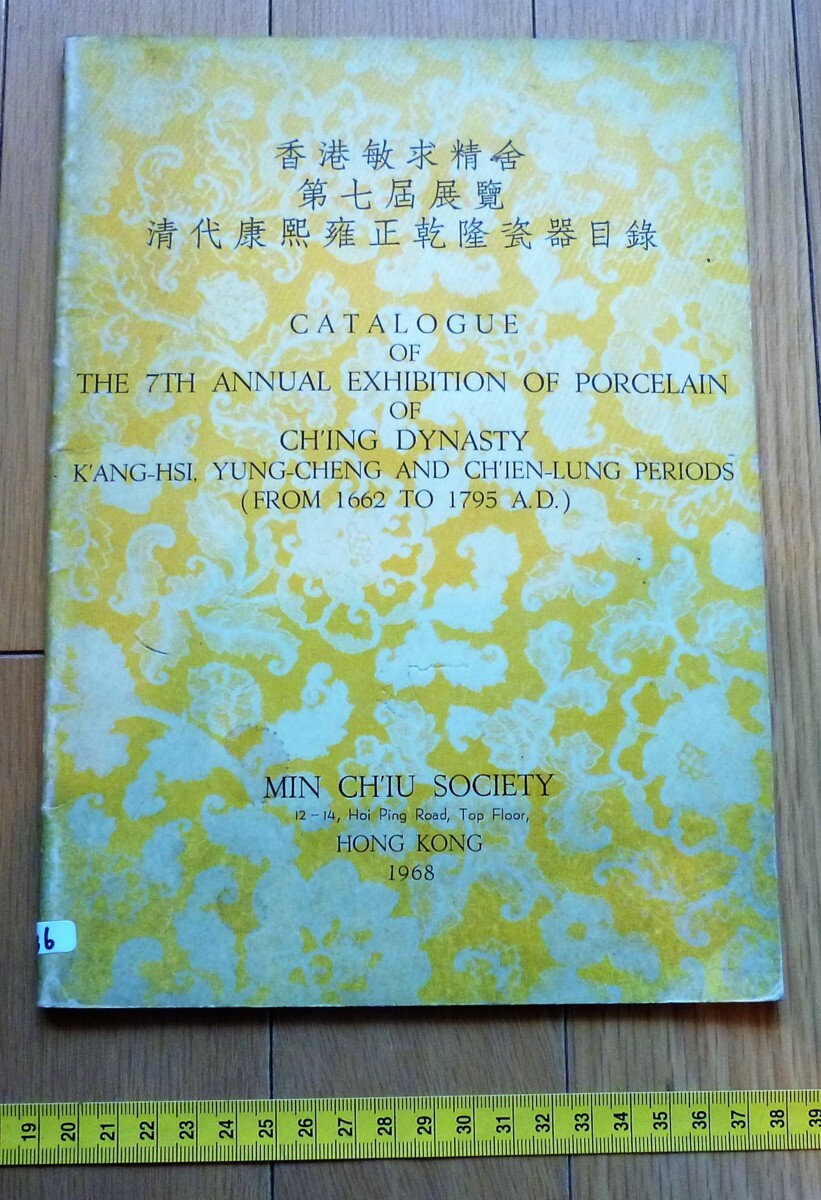 香港敏求精舍
第七屆展覽
清代康熙雍正乾隆瓷器目錄
CATALOGUE
OF
THE 7TH ANNUAL EXHIBITION OF PORCELAIN
OF
CH'ING DYNASTY
K'ANG-HSI, YUNG-CHENG AND CH'IEN-LUNG PERIODS
(FROM 1662 TO 1795 A.D.)
MIN CH'IU SOCIETY
12-14, Hoi Ping Road, Top Floor,
HONG KONG
1968
6
19 20 21 22 23 24 25 26 27 28 29 30 31 32 33 34 35 36 37 38 39